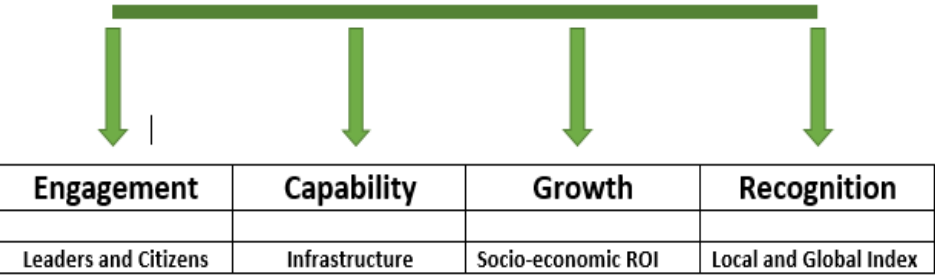 Engagement Capability Growth Recognition
Leaders and Citizens Infrastructure Socio-economic ROI Local and Global Index